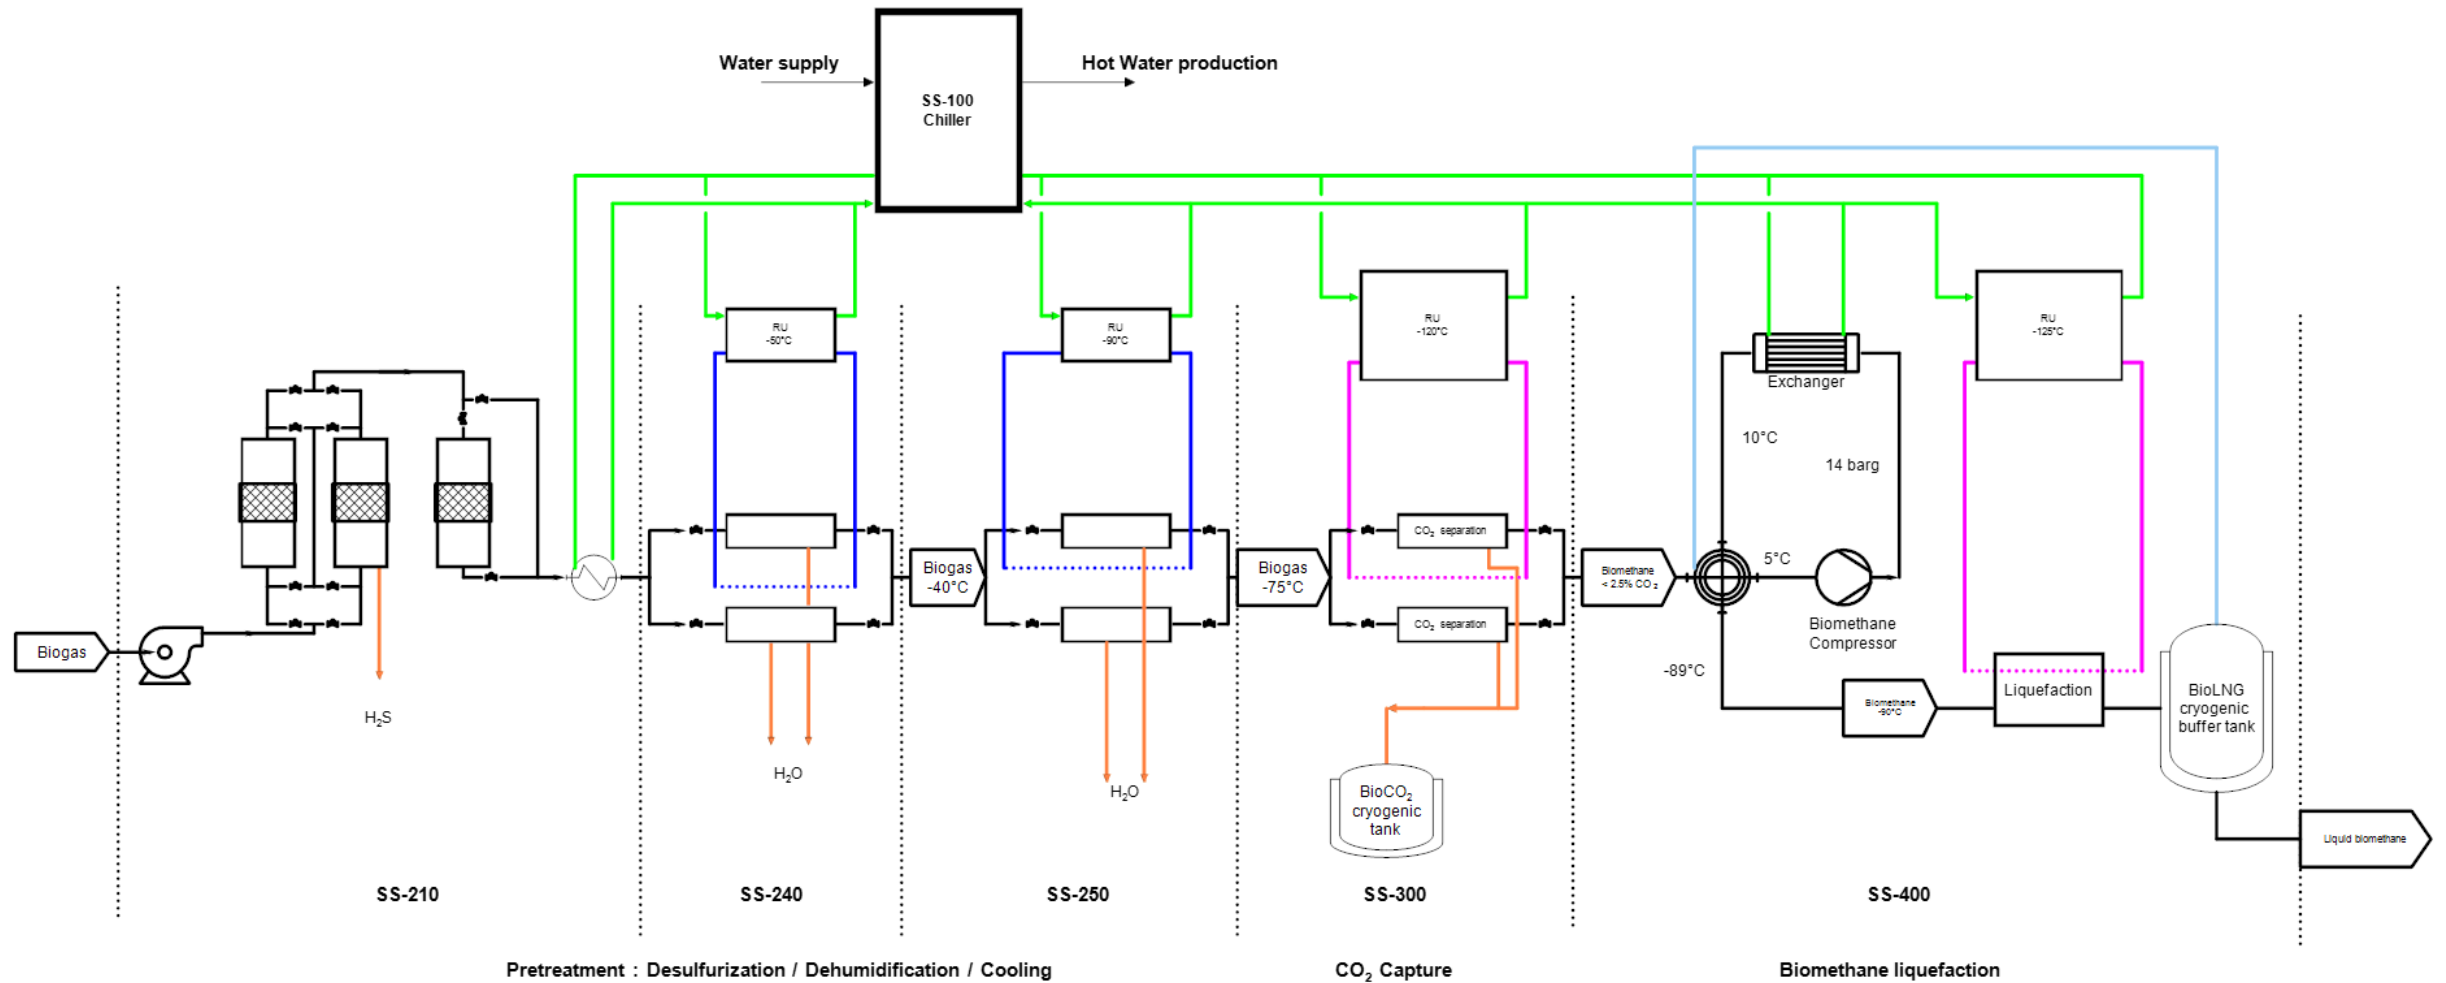 Water supply
Hot Water production
SS-100
Chiller
RU
-50°C
RU
-90°C
RU
-120°C
RU
-125°C
Exchanger
10°C
14 barg
CO₂ separation
Biogas
-40°C
Biogas
-75°C
Biomethane
< 2.5% CO₂
5°C
CO₂ separation
Biomethane
Compressor
Biogas
-89°C
H₂S
H₂O
H₂O
BioCO₂
cryogenic
tank
Biomethane
-90°C
Liquefaction
BioLNG
cryogenic
buffer tank
Liquid biomethane
SS-210
SS-240
SS-250
SS-300
SS-400
Pretreatment : Desulfurization / Dehumidification / Cooling
CO₂ Capture
Biomethane liquefaction